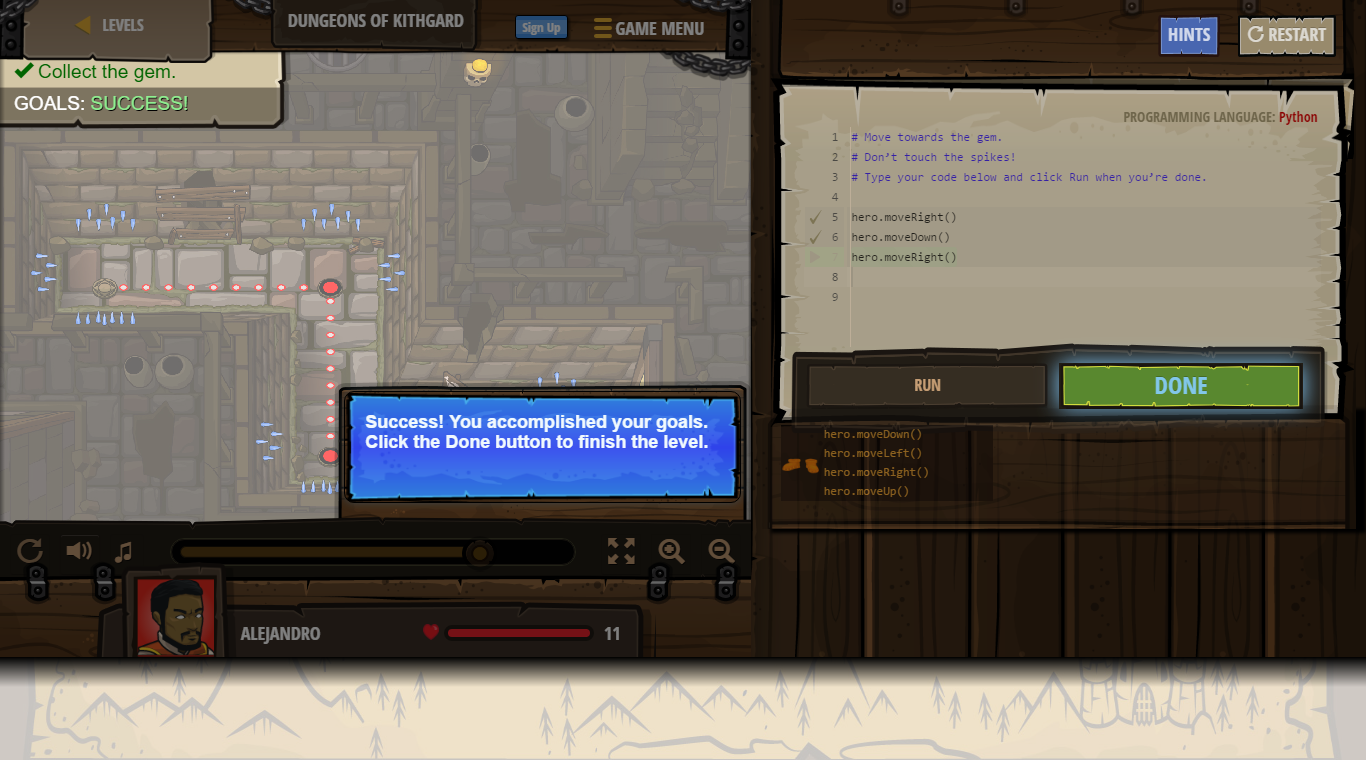 LEVELS
DUNGEONS OF KITHGARD
Sign Up
GAME MENU
HINTS
RESTART
Collect the gem.
GOALS: SUCCESS!
PROGRAMMING LANGUAGE: Python
1 # Move towards the gem.
2 # Don’t touch the spikes!
3 # Type your code below and click Run when you’re done.
4
5 hero.moveRight()
6 hero.moveDown()
hero.moveRight()
8
9
RUN
DONE
Success! You accomplished your goals.
Click the Done button to finish the level.
hero.moveDown()
hero.moveLeft()
hero.moveRight()
hero.moveUp()
ALEJANDRO
11